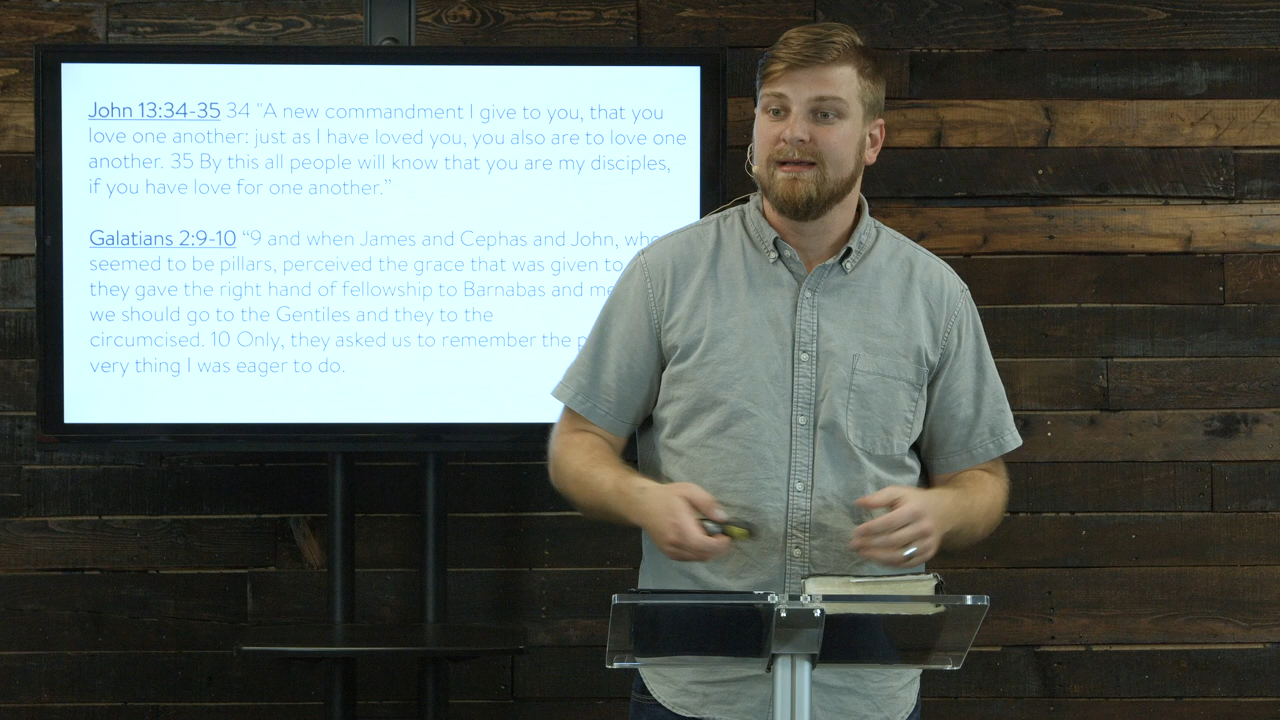 John 13:34-35 34 "A new commandment I give to you, that you
love one another: just as I have loved you, you also are to love one
another. 35 By this all people will know that you are my disciples,
if you have love for one another.”
Galatians 2:9-10 “9 and when James and Cephas and John, who
seemed to be pillars, perceived the grace that was given to
they gave the right hand of fellowship to Barnabas and me
we should go to the Gentiles and they to the
circumcised. 10 Only, they asked us to remember the
very thing I was eager to do.